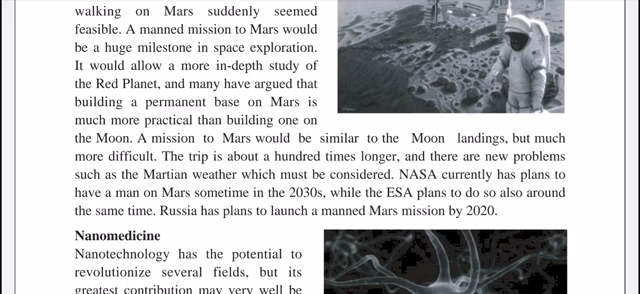 walking on Mars suddenly seemed
feasible. A manned mission to Mars would
be a huge milestone in space exploration.
It would allow a more in-depth study of
the Red Planet, and many have argued that
building a permanent base on Mars is
much more practical than building one on
the Moon. A mission to Mars would be similar to the Moon landings, but much
more difficult. The trip is about a hundred times longer, and there are new problems
such as the Martian weather which must be considered. NASA currently has plans to
have a man on Mars sometime in the 2030s, while the ESA plans to do so also around
the same time. Russia has plans to launch a manned Mars mission by 2020.
Nanomedicine
Nanotechnology has the potential to
revolutionize several fields, but its
greatest contribution may very well be